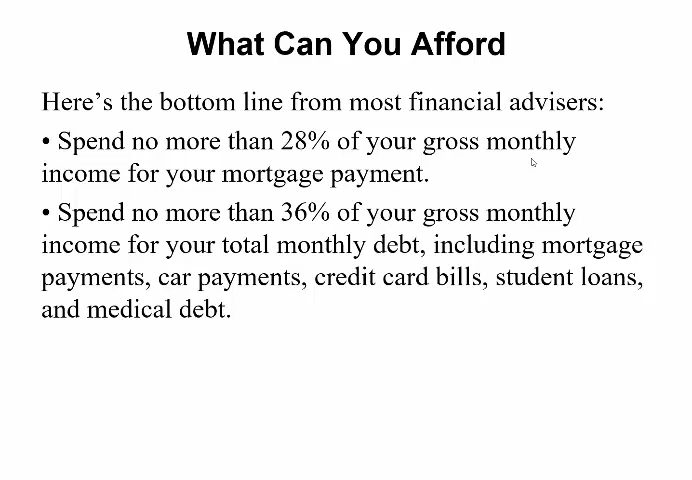 What Can You Afford
Here’s the bottom line from most financial advisers:
• Spend no more than 28% of your gross monthly
income for your mortgage payment.
• Spend no more than 36% of your gross monthly
income for your total monthly debt, including mortgage
payments, car payments, credit card bills, student loans,
and medical debt.